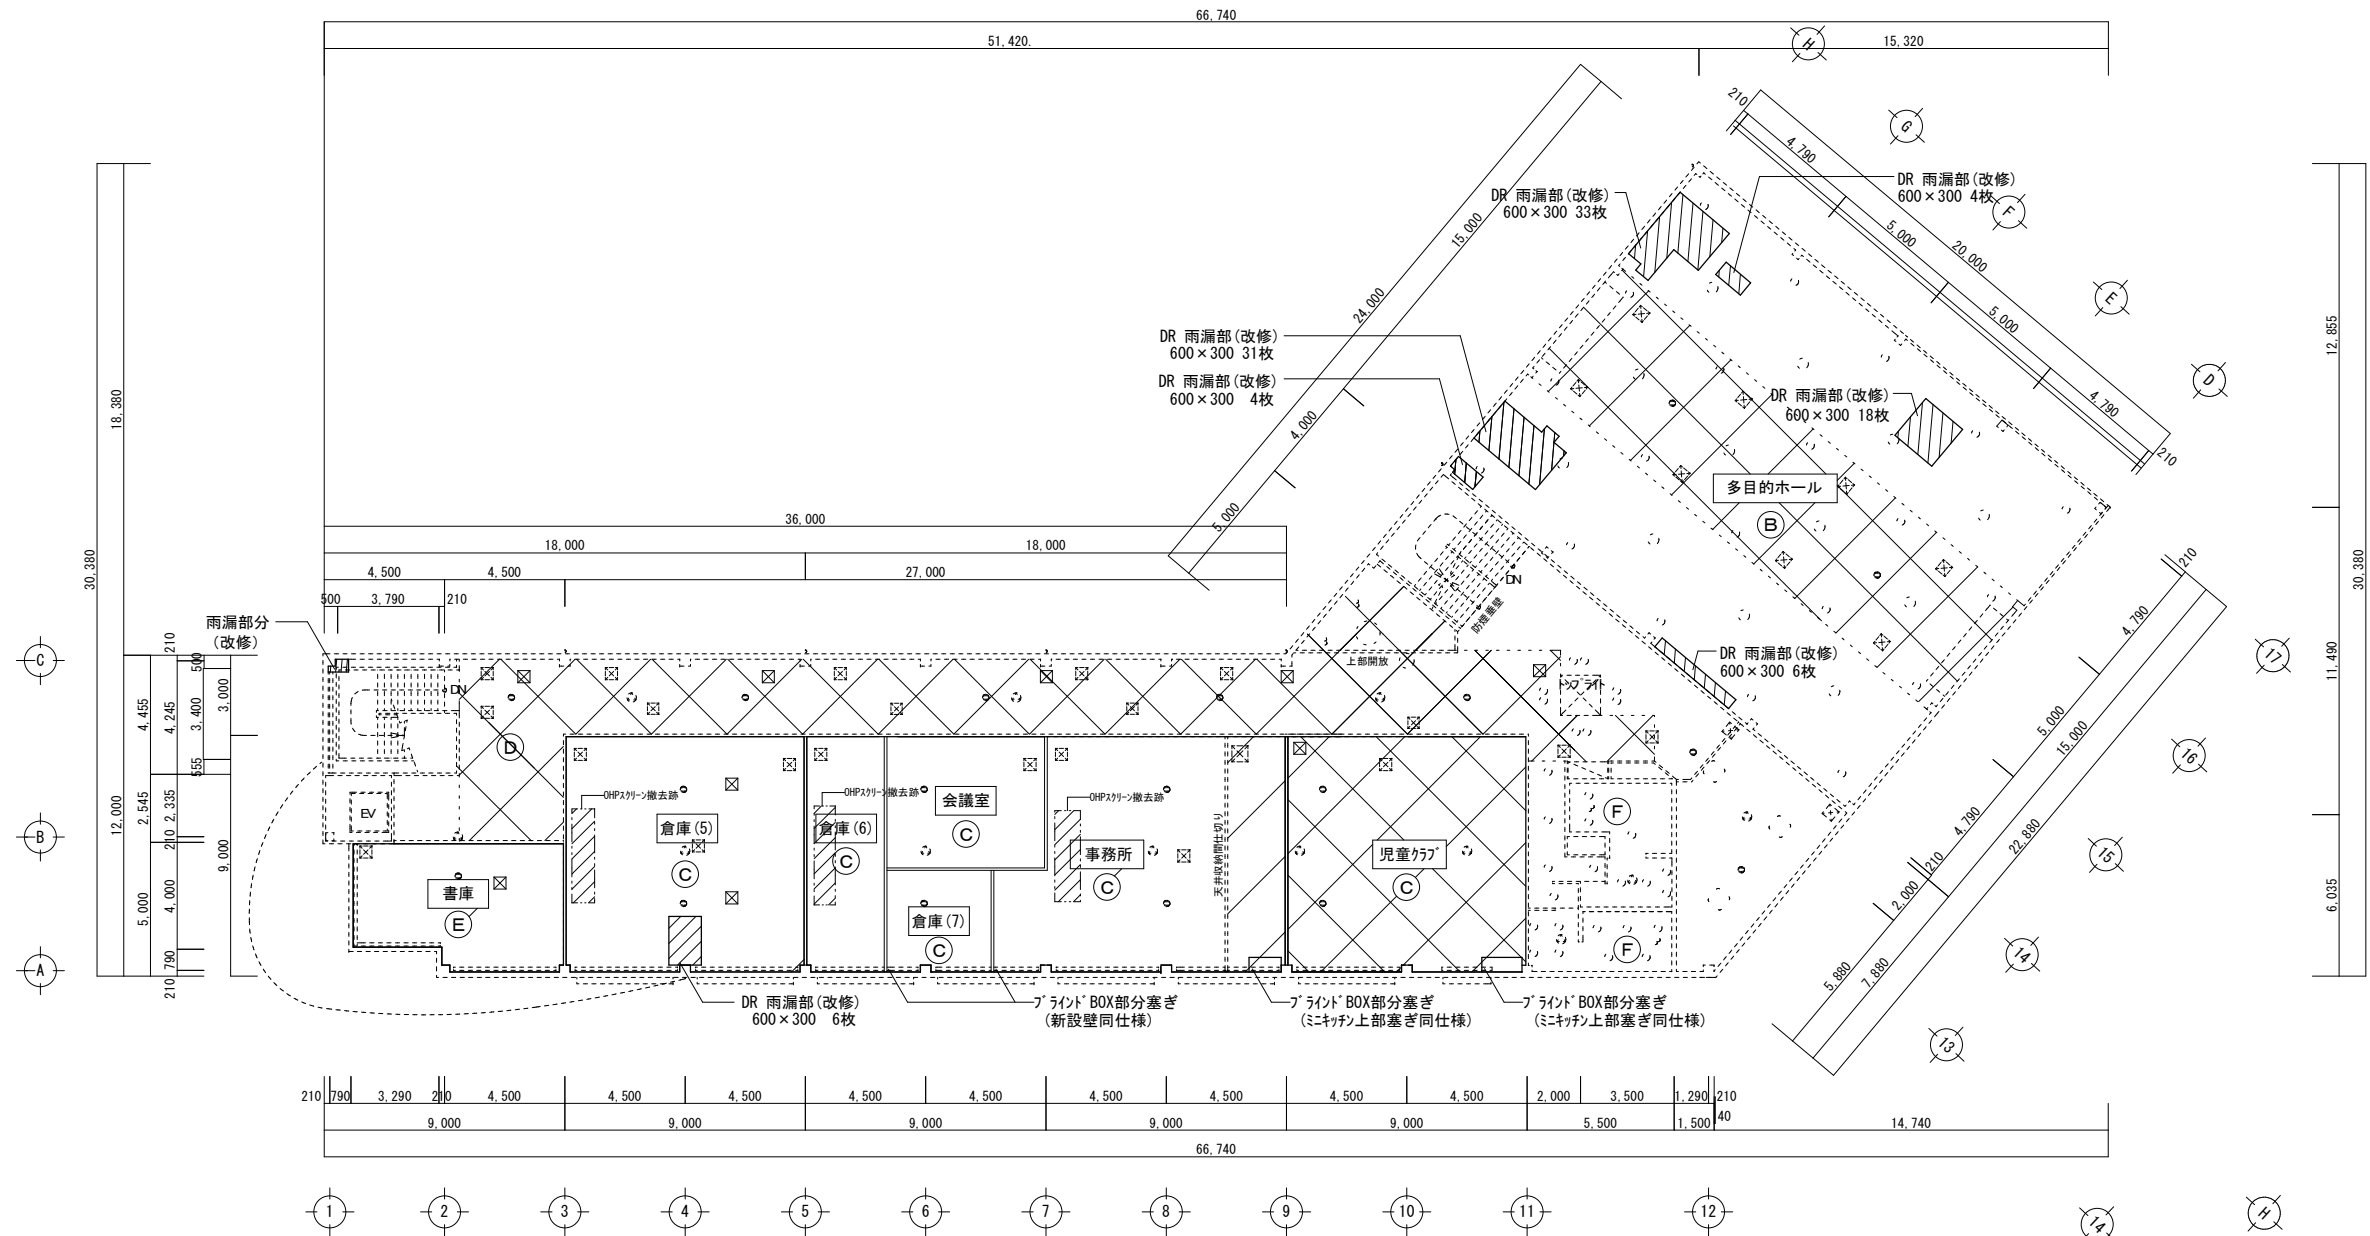 66,740
51,420.
15,320
H
G
F
E
D
210
4,790
5,000
20,000
5,000
4,790
210
15,000
24,000
4,000
5,000
DR 雨漏部(改修)
600×300 33枚
DR 雨漏部(改修)
600×300 4枚
DR 雨漏部(改修)
600×300 31枚
DR 雨漏部(改修)
600×300 4枚
DR 雨漏部(改修)
600×300 18枚
多目的ホール
B
12,855
30,380
11,490
6,035
18,380
30,380
12,000
36,000
18,000
18,000
4,500
4,500
27,000
500
3,790
210
雨漏部分
(改修)
C
B
A
210
500
4,455
4,245
3,400
3,000
555
2,545
2,335
210
9,000
5,000
4,000
790
210
DN
DN
防煙垂壁
上部開放
トップライト
DR 雨漏部(改修)
600×300 6枚
D
EV
OHPスクリーン撤去跡
OHPスクリーン撤去跡
OHPスクリーン撤去跡
倉庫(5)
C
倉庫(6)
C
会議室
C
事務所
C
天井収納間仕切り
児童クラブ
C
書庫
E
倉庫(7)
C
F
F
DR 雨漏部(改修)
600×300 6枚
ブラインドBOX部分塞ぎ
(新設壁同仕様)
ブラインドBOX部分塞ぎ
(ミニキッチン上部塞ぎ同仕様)
ブラインドBOX部分塞ぎ
(ミニキッチン上部塞ぎ同仕様)
210
4,790
5,000
15,000
4,790
22,880
210
2,000
5,880
7,880
17
16
15
14
13
210
790
3,290
210
4,500
4,500
4,500
4,500
4,500
4,500
4,500
4,500
4,500
2,000
3,500
1,290
210
9,000
9,000
9,000
9,000
9,000
5,500
1,500
40
14,740
66,740
1
2
3
4
5
6
7
8
9
10
11
12
14
H